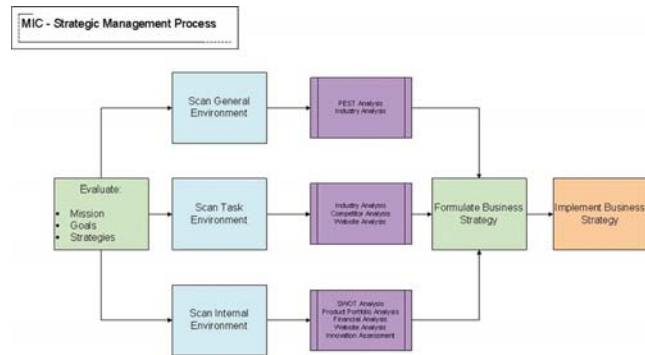 MIC - Strategic Management Process
Scan General
Environment
PEST Analysis
Industry Analysis
Evaluate:
• Mission
• Goals
• Strategies
Scan Task
Environment
Industry Analysis
Competitor Analysis
Website Analysis
Formulate Business
Strategy
Implement Business
Strategy
Scan Internal
Environment
SWOT Analysis
Product Portfolio Analysis
Financial Analysis
Website Analysis
Innovation Assessment